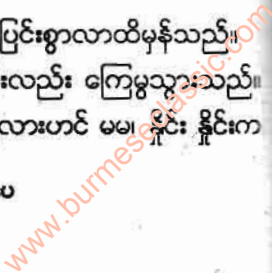 ပြင်းစွာလာထိမှန်သည်။
းလည်း ကြေမွသွားသည်။
လားဟင် မမ၊ နှိုင်း နှိုင်းက
ပ
www.burmeseclassic.com